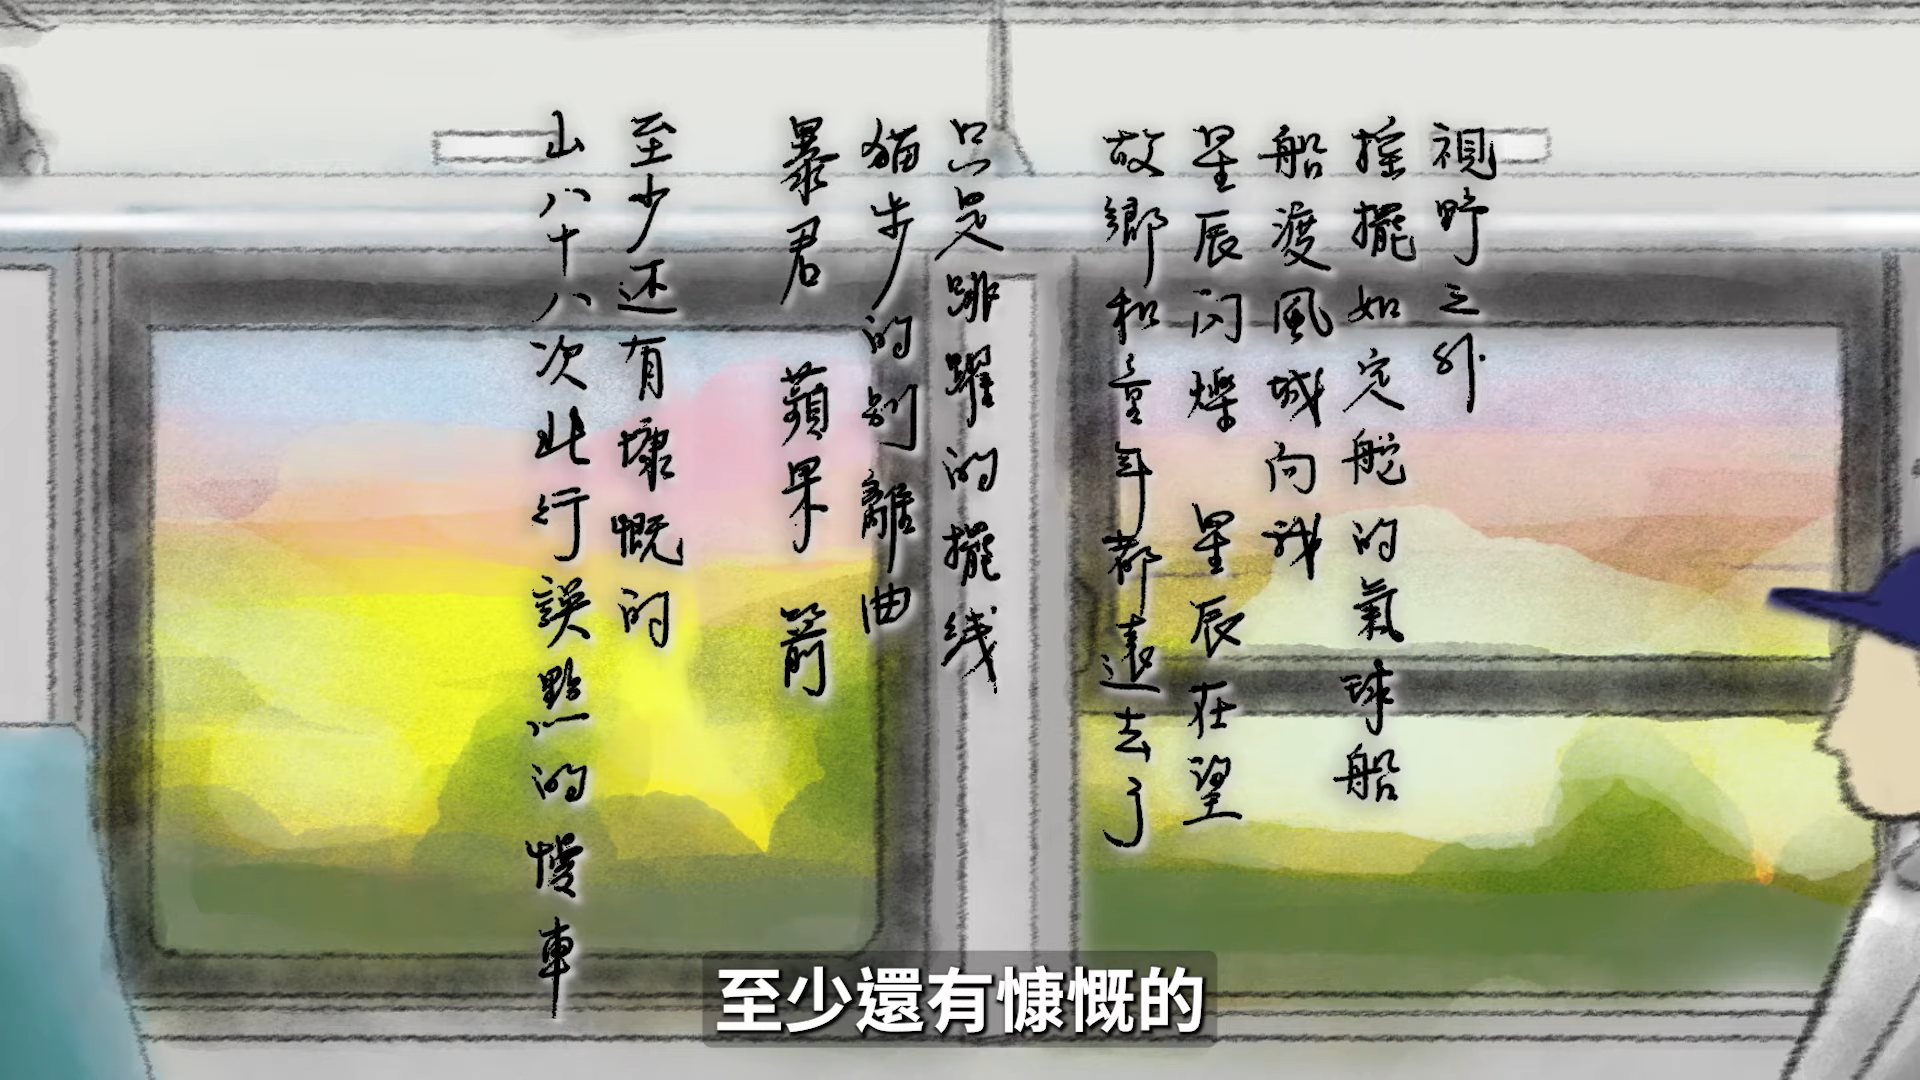 視野之外
搖擺如定舵的氣球船
船渡風城向我
星辰閃爍 星辰在望
故鄉和童年都遠去了
只是跳躍的擺线
貓步的别離曲
暴君 蘋果 箭
至少还有慷慨的
山八十八次此行誤點的慢車
至少還有慷慨的